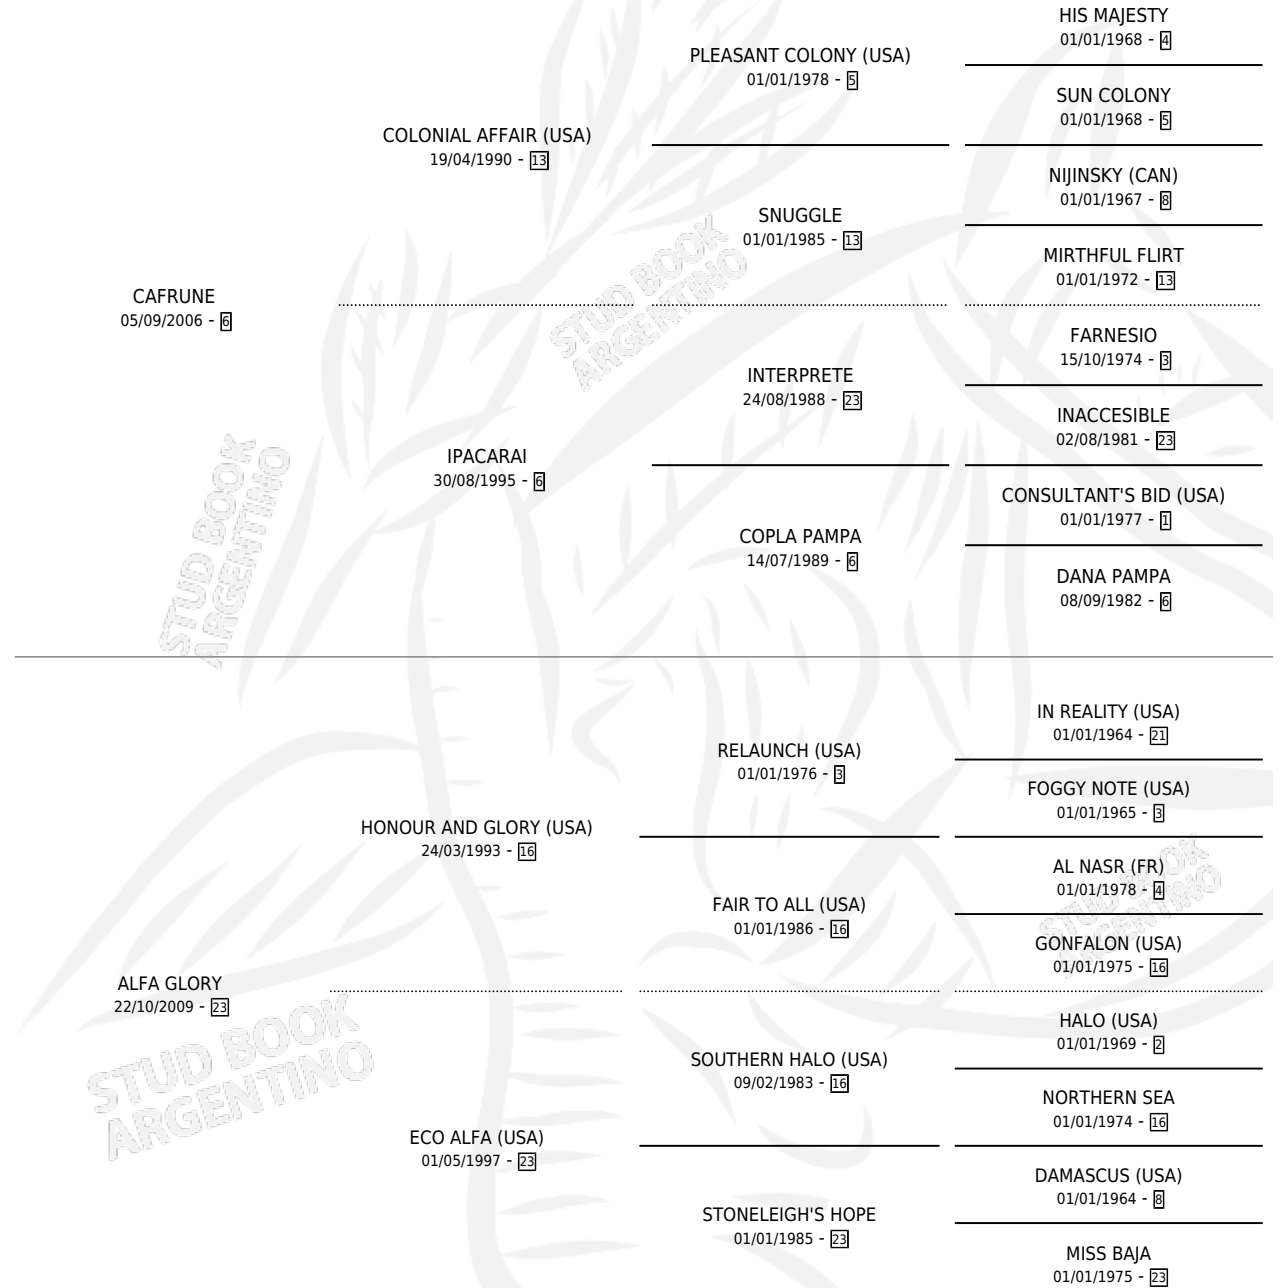 HIS MAJESTY
01/01/1968 - 4
PLEASANT COLONY (USA)
01/01/1978 - 5
SUN COLONY
01/01/1968 - 5
COLONIAL AFFAIR (USA)
19/04/1990 - 13
NIJINSKY (CAN)
01/01/1967 - 8
SNUGGLE
01/01/1985 - 13
MIRTHFUL FLIRT
01/01/1972 - 13
CAFRUNE
05/09/2006 - 6
STUD BOOK
ARGENTINO
FARNESIO
15/10/1974 - 3
INTERPRETE
24/08/1988 - 23
INACCESIBLE
02/08/1981 - 23
IPACARAI
30/08/1995 - 6
CONSULTANT'S BID (USA)
01/01/1977 - 1
COPLA PAMPA
14/07/1989 - 6
DANA PAMPA
08/09/1982 - 6
STUD BOOK
ARGENTINO
IN REALITY (USA)
01/01/1964 - 21
RELAUNCH (USA)
01/01/1976 - 3
FOGGY NOTE (USA)
01/01/1965 - 3
HONOUR AND GLORY (USA)
24/03/1993 - 16
AL NASR (FR)
01/01/1978 - 4
FAIR TO ALL (USA)
01/01/1986 - 16
STUD BOOK
ARGENTINO
GONFALON (USA)
01/01/1975 - 16
ALFA GLORY
22/10/2009 - 23
HALO (USA)
01/01/1969 - 2
SOUTHERN HALO (USA)
09/02/1983 - 16
STUD BOOK
ARGENTINO
NORTHERN SEA
01/01/1974 - 16
ECO ALFA (USA)
01/05/1997 - 23
DAMASCUS (USA)
01/01/1964 - 8
STONELEIGH'S HOPE
01/01/1985 - 23
MISS BAJA
01/01/1975 - 23